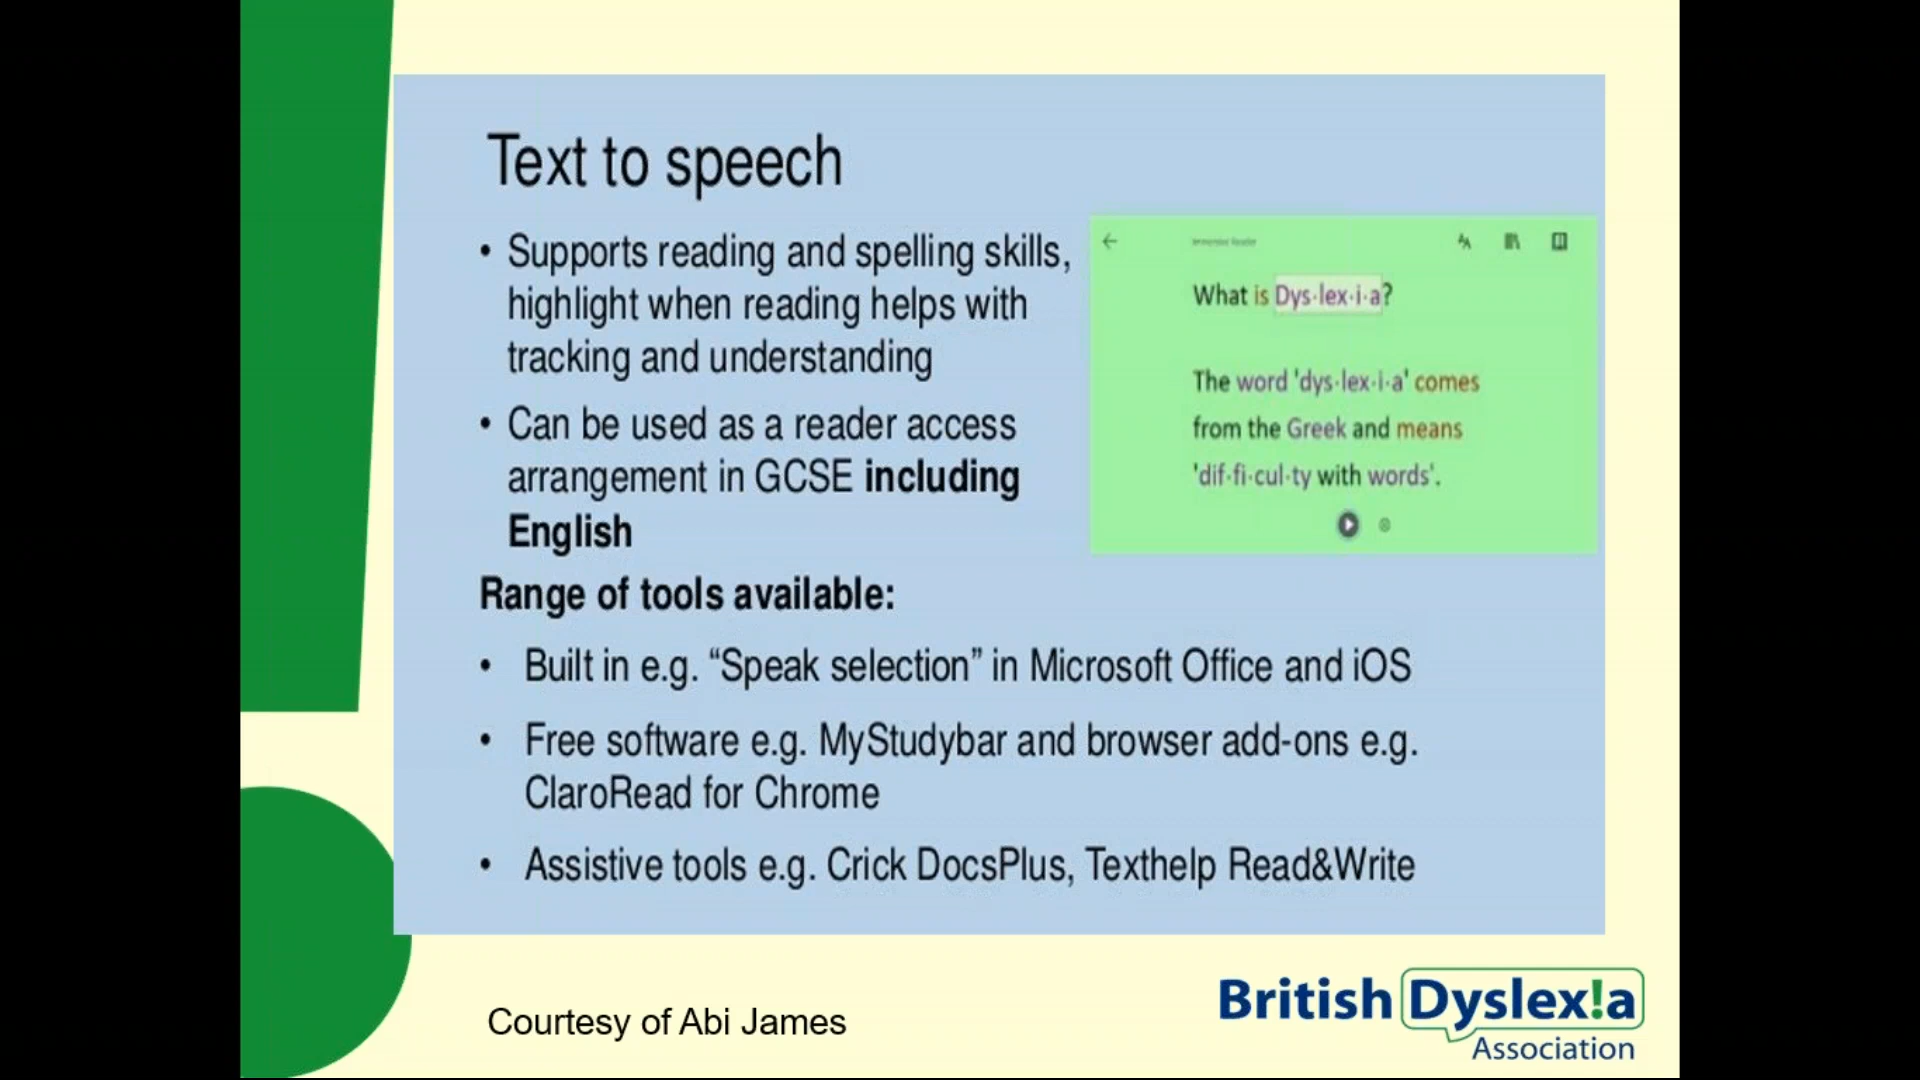 Text to speech
• Supports reading and spelling skills,
highlight when reading helps with
tracking and understanding
• Can be used as a reader access
arrangement in GCSE including
English
Immersive Reader
What is Dys·lex·i·a?
The word 'dys·lex·i·a' comes
from the Greek and means
'dif·fi·cul·ty with words'.
Range of tools available:
• Built in e.g. “Speak selection” in Microsoft Office and iOS
• Free software e.g. MyStudybar and browser add-ons e.g.
ClaroRead for Chrome
• Assistive tools e.g. Crick DocsPlus, Texthelp Read&Write
Courtesy of Abi James
British Dyslex!a
Association